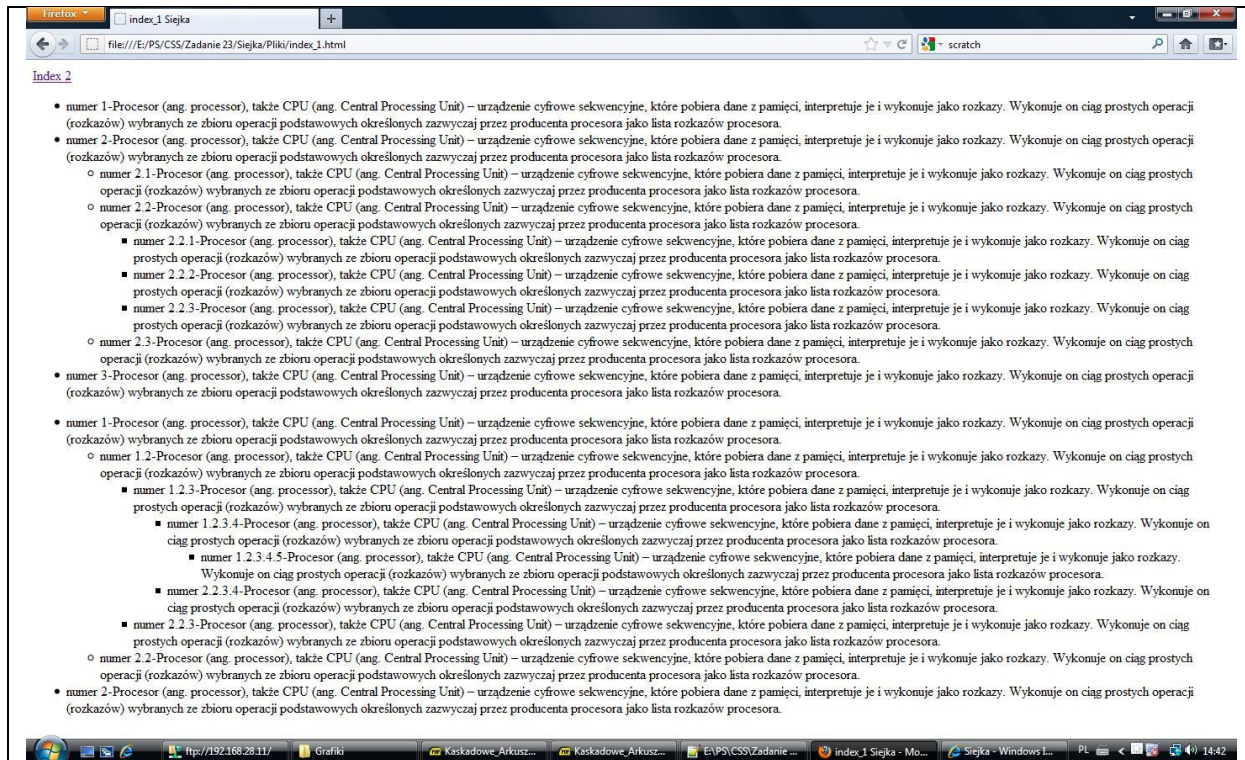 Firefox
index_1 Siejka
file:///E:/PS/CSS/Zadanie 23/Siejka/Pliki/index_1.html
scratch
Index 2
numer 1-Procesor (ang. processor), także CPU (ang. Central Processing Unit) – urządzenie cyfrowe sekwencyjne, które pobiera dane z pamięci, interpretuje je i wykonuje jako rozkazy. Wykonuje on ciąg prostych operacji
(rozkazów) wybranych ze zbioru operacji podstawowych określonych zazwyczaj przez producenta procesora jako lista rozkazów procesora.
numer 2-Procesor (ang. processor), także CPU (ang. Central Processing Unit) – urządzenie cyfrowe sekwencyjne, które pobiera dane z pamięci, interpretuje je i wykonuje jako rozkazy. Wykonuje on ciąg prostych operacji
(rozkazów) wybranych ze zbioru operacji podstawowych określonych zazwyczaj przez producenta procesora jako lista rozkazów procesora.
numer 2.1-Procesor (ang. processor), także CPU (ang. Central Processing Unit) – urządzenie cyfrowe sekwencyjne, które pobiera dane z pamięci, interpretuje je i wykonuje jako rozkazy. Wykonuje on ciąg prostych
operacji (rozkazów) wybranych ze zbioru operacji podstawowych określonych zazwyczaj przez producenta procesora jako lista rozkazów procesora.
numer 2.2-Procesor (ang. processor), także CPU (ang. Central Processing Unit) – urządzenie cyfrowe sekwencyjne, które pobiera dane z pamięci, interpretuje je i wykonuje jako rozkazy. Wykonuje on ciąg prostych
operacji (rozkazów) wybranych ze zbioru operacji podstawowych określonych zazwyczaj przez producenta procesora jako lista rozkazów procesora.
numer 2.2.1-Procesor (ang. processor), także CPU (ang. Central Processing Unit) – urządzenie cyfrowe sekwencyjne, które pobiera dane z pamięci, interpretuje je i wykonuje jako rozkazy. Wykonuje on ciąg
prostych operacji (rozkazów) wybranych ze zbioru operacji podstawowych określonych zazwyczaj przez producenta procesora jako lista rozkazów procesora.
numer 2.2.2-Procesor (ang. processor), także CPU (ang. Central Processing Unit) – urządzenie cyfrowe sekwencyjne, które pobiera dane z pamięci, interpretuje je i wykonuje jako rozkazy. Wykonuje on ciąg
prostych operacji (rozkazów) wybranych ze zbioru operacji podstawowych określonych zazwyczaj przez producenta procesora jako lista rozkazów procesora.
numer 2.2.3-Procesor (ang. processor), także CPU (ang. Central Processing Unit) – urządzenie cyfrowe sekwencyjne, które pobiera dane z pamięci, interpretuje je i wykonuje jako rozkazy. Wykonuje on ciąg
prostych operacji (rozkazów) wybranych ze zbioru operacji podstawowych określonych zazwyczaj przez producenta procesora jako lista rozkazów procesora.
numer 2.3-Procesor (ang. processor), także CPU (ang. Central Processing Unit) – urządzenie cyfrowe sekwencyjne, które pobiera dane z pamięci, interpretuje je i wykonuje jako rozkazy. Wykonuje on ciąg prostych
operacji (rozkazów) wybranych ze zbioru operacji podstawowych określonych zazwyczaj przez producenta procesora jako lista rozkazów procesora.
numer 3-Procesor (ang. processor), także CPU (ang. Central Processing Unit) – urządzenie cyfrowe sekwencyjne, które pobiera dane z pamięci, interpretuje je i wykonuje jako rozkazy. Wykonuje on ciąg prostych operacji
(rozkazów) wybranych ze zbioru operacji podstawowych określonych zazwyczaj przez producenta procesora jako lista rozkazów procesora.
numer 1-Procesor (ang. processor), także CPU (ang. Central Processing Unit) – urządzenie cyfrowe sekwencyjne, które pobiera dane z pamięci, interpretuje je i wykonuje jako rozkazy. Wykonuje on ciąg prostych operacji
(rozkazów) wybranych ze zbioru operacji podstawowych określonych zazwyczaj przez producenta procesora jako lista rozkazów procesora.
numer 1.2-Procesor (ang. processor), także CPU (ang. Central Processing Unit) – urządzenie cyfrowe sekwencyjne, które pobiera dane z pamięci, interpretuje je i wykonuje jako rozkazy. Wykonuje on ciąg prostych
operacji (rozkazów) wybranych ze zbioru operacji podstawowych określonych zazwyczaj przez producenta procesora jako lista rozkazów procesora.
numer 1.2.3-Procesor (ang. processor), także CPU (ang. Central Processing Unit) – urządzenie cyfrowe sekwencyjne, które pobiera dane z pamięci, interpretuje je i wykonuje jako rozkazy. Wykonuje on ciąg
prostych operacji (rozkazów) wybranych ze zbioru operacji podstawowych określonych zazwyczaj przez producenta procesora jako lista rozkazów procesora.
numer 1.2.3.4-Procesor (ang. processor), także CPU (ang. Central Processing Unit) – urządzenie cyfrowe sekwencyjne, które pobiera dane z pamięci, interpretuje je i wykonuje jako rozkazy. Wykonuje on
ciąg prostych operacji (rozkazów) wybranych ze zbioru operacji podstawowych określonych zazwyczaj przez producenta procesora jako lista rozkazów procesora.
numer 1.2.3.4.5-Procesor (ang. processor), także CPU (ang. Central Processing Unit) – urządzenie cyfrowe sekwencyjne, które pobiera dane z pamięci, interpretuje je i wykonuje jako rozkazy.
Wykonuje on ciąg prostych operacji (rozkazów) wybranych ze zbioru operacji podstawowych określonych zazwyczaj przez producenta procesora jako lista rozkazów procesora.
numer 2.2.3.4-Procesor (ang. processor), także CPU (ang. Central Processing Unit) – urządzenie cyfrowe sekwencyjne, które pobiera dane z pamięci, interpretuje je i wykonuje jako rozkazy. Wykonuje on
ciąg prostych operacji (rozkazów) wybranych ze zbioru operacji podstawowych określonych zazwyczaj przez producenta procesora jako lista rozkazów procesora.
numer 2.2.3-Procesor (ang. processor), także CPU (ang. Central Processing Unit) – urządzenie cyfrowe sekwencyjne, które pobiera dane z pamięci, interpretuje je i wykonuje jako rozkazy. Wykonuje on ciąg
prostych operacji (rozkazów) wybranych ze zbioru operacji podstawowych określonych zazwyczaj przez producenta procesora jako lista rozkazów procesora.
numer 2.2-Procesor (ang. processor), także CPU (ang. Central Processing Unit) – urządzenie cyfrowe sekwencyjne, które pobiera dane z pamięci, interpretuje je i wykonuje jako rozkazy. Wykonuje on ciąg prostych
operacji (rozkazów) wybranych ze zbioru operacji podstawowych określonych zazwyczaj przez producenta procesora jako lista rozkazów procesora.
numer 2-Procesor (ang. processor), także CPU (ang. Central Processing Unit) – urządzenie cyfrowe sekwencyjne, które pobiera dane z pamięci, interpretuje je i wykonuje jako rozkazy. Wykonuje on ciąg prostych operacji
(rozkazów) wybranych ze zbioru operacji podstawowych określonych zazwyczaj przez producenta procesora jako lista rozkazów procesora.
ftp://192.168.28.11/ Grafiki Kaskadowe_Arkusz... Kaskadowe_Arkusz... E:\PS\CSS\Zadanie ... index_1 Siejka - Mo... Siejka - Windows I... PL 14:42